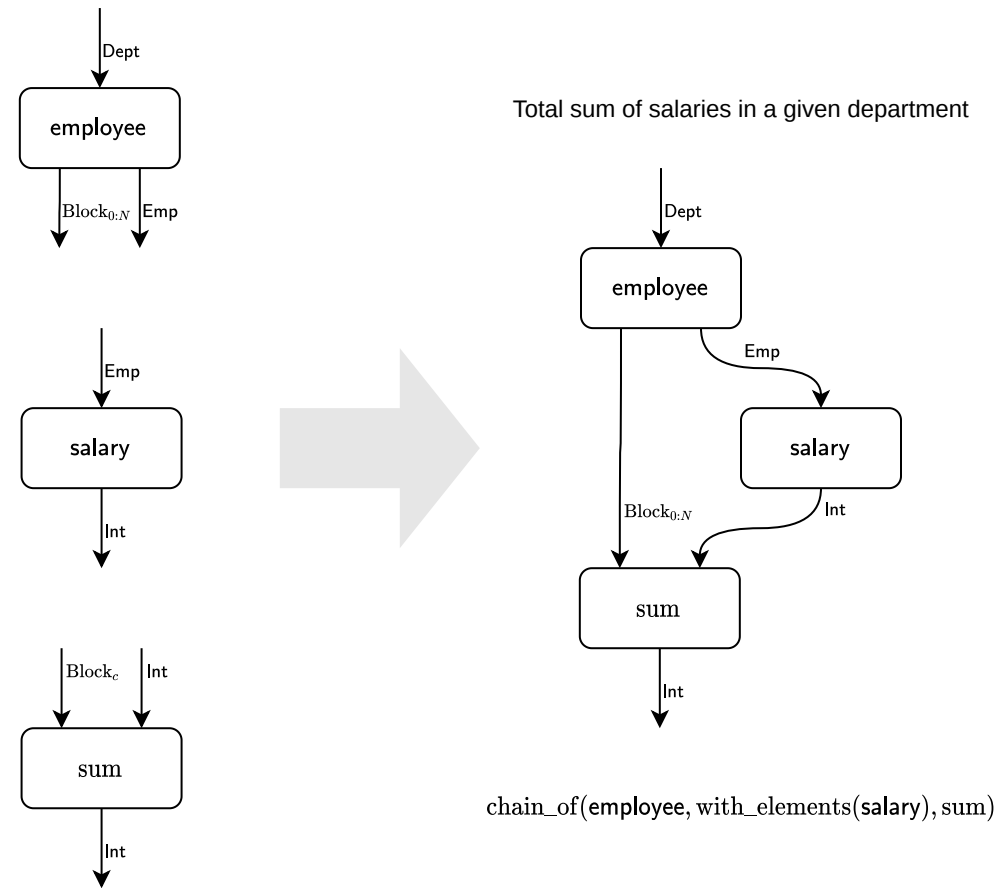 Dept
employee
Block₀:N Emp
Emp
salary
Int
Block_c Int
sum
Int
Total sum of salaries in a given department
Dept
employee
Emp
salary
Block₀:N Int
sum
Int
chain_of(employee, with_elements(salary), sum)